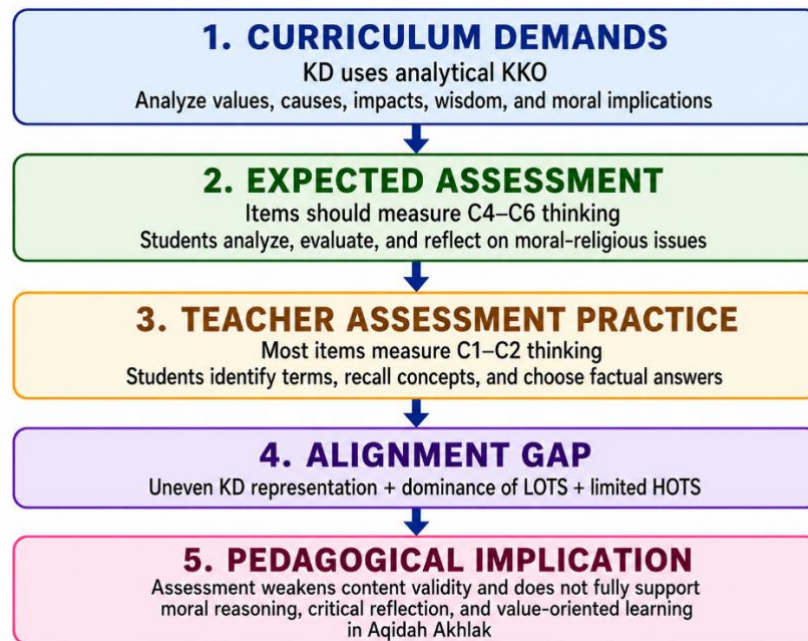 1. CURRICULUM DEMANDS
KD uses analytical KKO
Analyze values, causes, impacts, wisdom, and moral implications
2. EXPECTED ASSESSMENT
Items should measure C4–C6 thinking
Students analyze, evaluate, and reflect on moral-religious issues
3. TEACHER ASSESSMENT PRACTICE
Most items measure C1–C2 thinking
Students identify terms, recall concepts, and choose factual answers
4. ALIGNMENT GAP
Uneven KD representation + dominance of LOTS + limited HOTS
5. PEDAGOGICAL IMPLICATION
Assessment weakens content validity and does not fully support
moral reasoning, critical reflection, and value-oriented learning
in Aqidah Akhlak